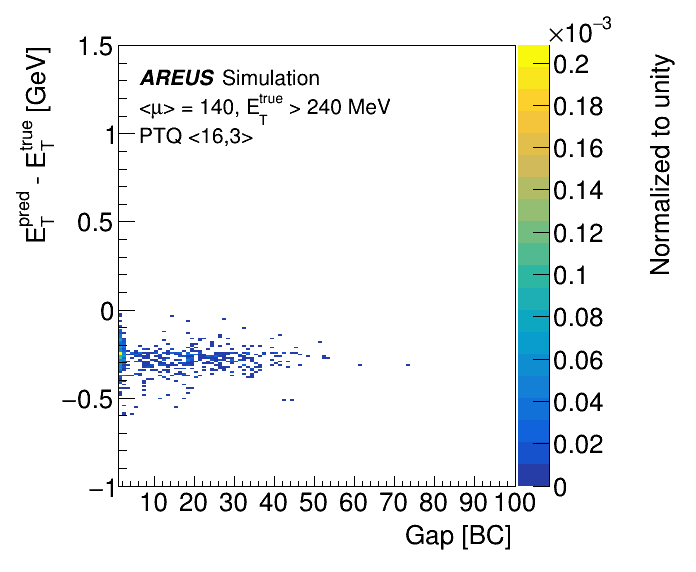 ×10⁻³
AREUS Simulation
<μ> = 140, E_T^true > 240 MeV
PTQ <16,3>
E_T^pred - E_T^true [GeV]
1.5
1
0.5
0
−0.5
−1
10 20 30 40 50 60 70 80 90 100
Gap [BC]
0.2
0.18
0.16
0.14
0.12
0.1
0.08
0.06
0.04
0.02
0
Normalized to unity